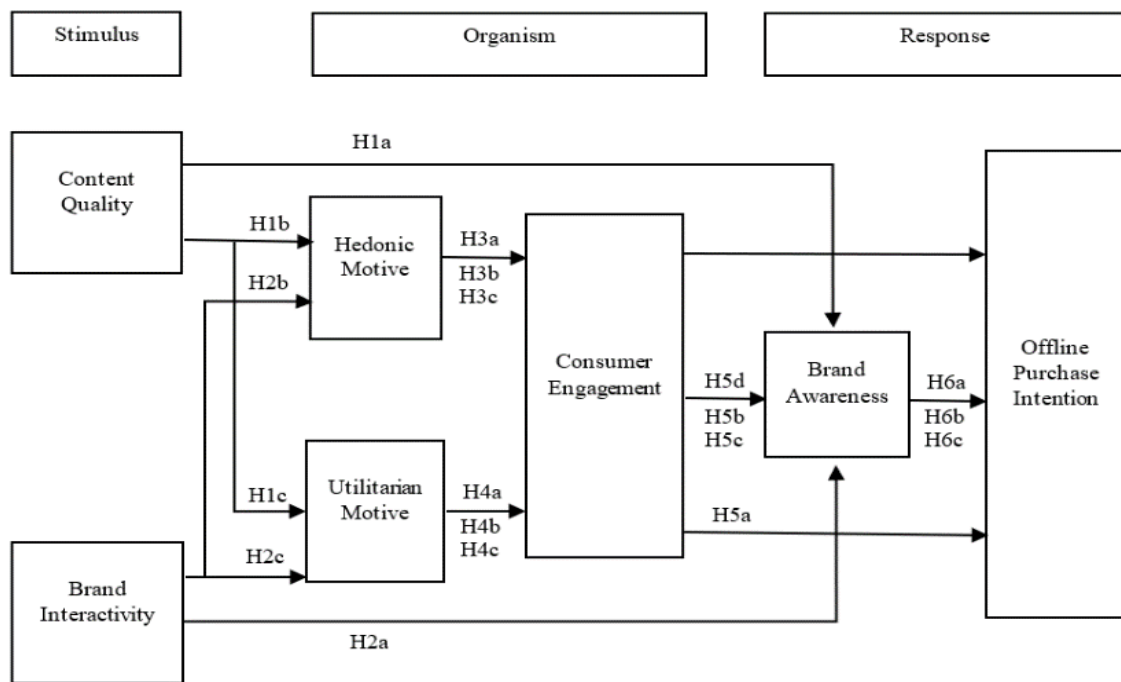 Stimulus
Organism
Response
H1a
Content
Quality
H1b
Hedonic
Motive
H2b
H3a
H3b
H3c
Consumer
Engagement
H5d
H5b
H5c
Brand
Awareness
H6a
H6b
H6c
Offline
Purchase
Intention
H1c
Utilitarian
Motive
H2c
H4a
H4b
H4c
H5a
Brand
Interactivity
H2a